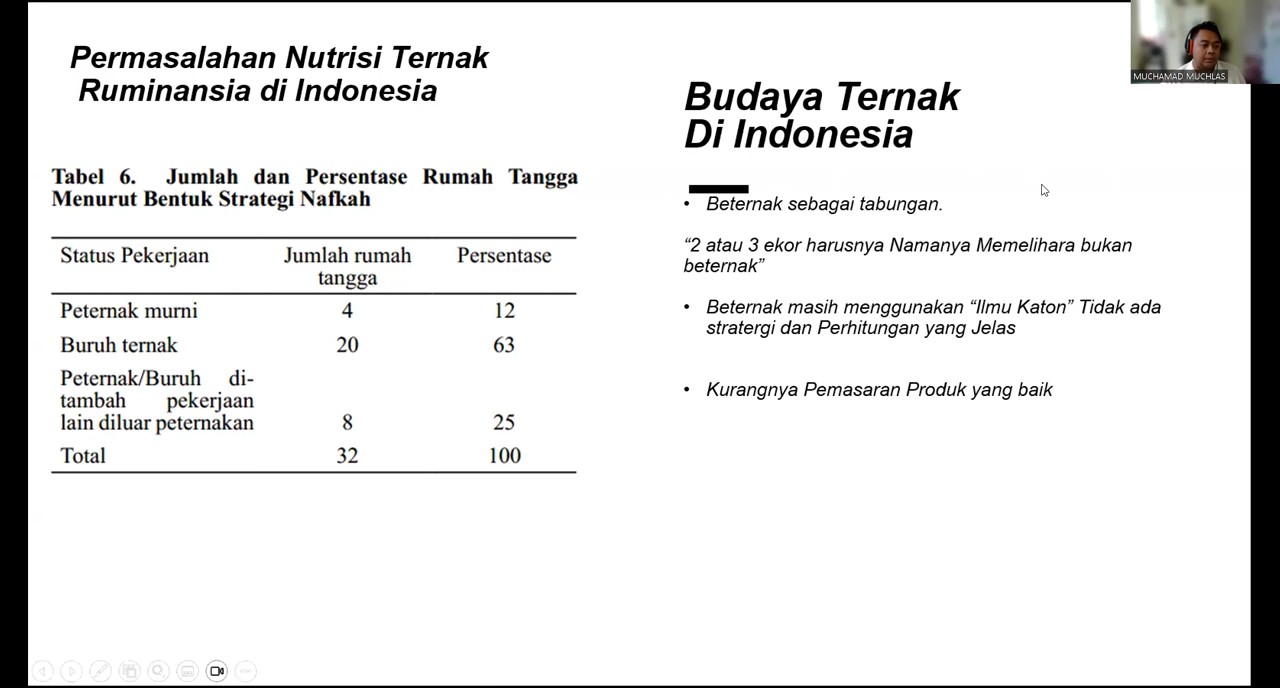 Permasalahan Nutrisi Ternak
Ruminansia di Indonesia
Tabel 6. Jumlah dan Persentase Rumah Tangga
Menurut Bentuk Strategi Nafkah
Status Pekerjaan Jumlah rumah tangga Persentase
Peternak murni 4 12
Buruh ternak 20 63
Peternak/Buruh di-
tambah pekerjaan
lain diluar peternakan 8 25
Total 32 100
MUCHAMAD MUCHLAS
Budaya Ternak
Di Indonesia
• Beternak sebagai tabungan.
“2 atau 3 ekor harusnya Namanya Memelihara bukan
beternak”
• Beternak masih menggunakan “Ilmu Katon” Tidak ada
stratergi dan Perhitungan yang Jelas
• Kurangnya Pemasaran Produk yang baik